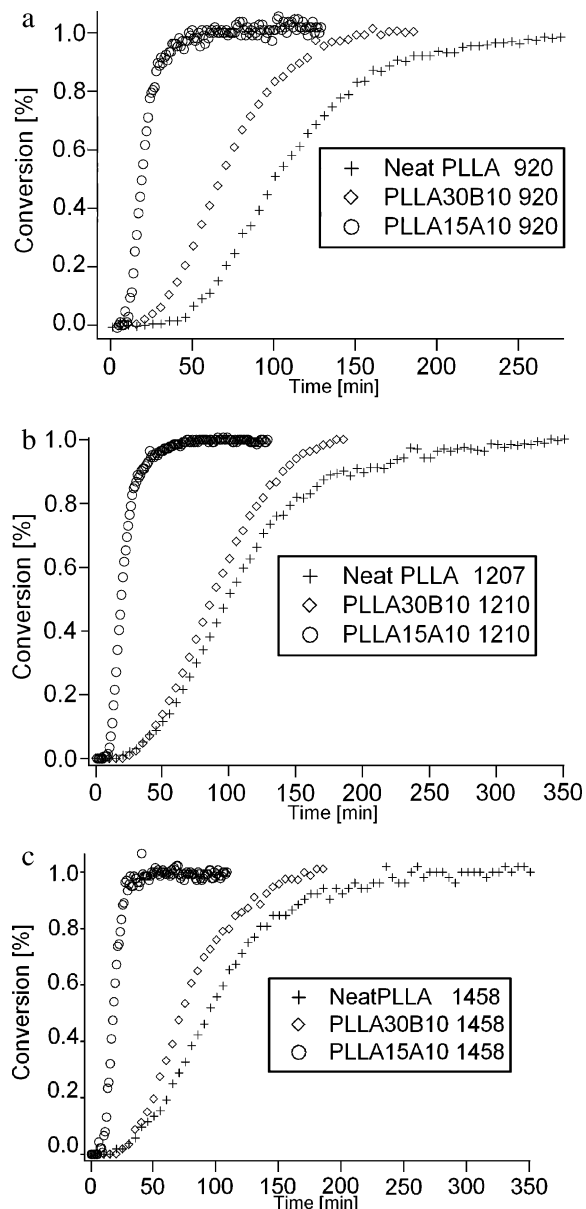 a
Conversion [%]
1.0
0.8
0.6
0.4
0.2
0.0
Neat PLLA 920
PLLA30B10 920
PLLA15A10 920
0 50 100 150 200 250
Time [min]
b
Conversion [%]
1.0
0.8
0.6
0.4
0.2
0.0
Neat PLLA 1207
PLLA30B10 1210
PLLA15A10 1210
0 50 100 150 200 250 300 350
Time [min]
c
Conversion [%]
1.0
0.8
0.6
0.4
0.2
0.0
NeatPLLA 1458
PLLA30B10 1458
PLLA15A10 1458
0 50 100 150 200 250 300 350
Time [min]